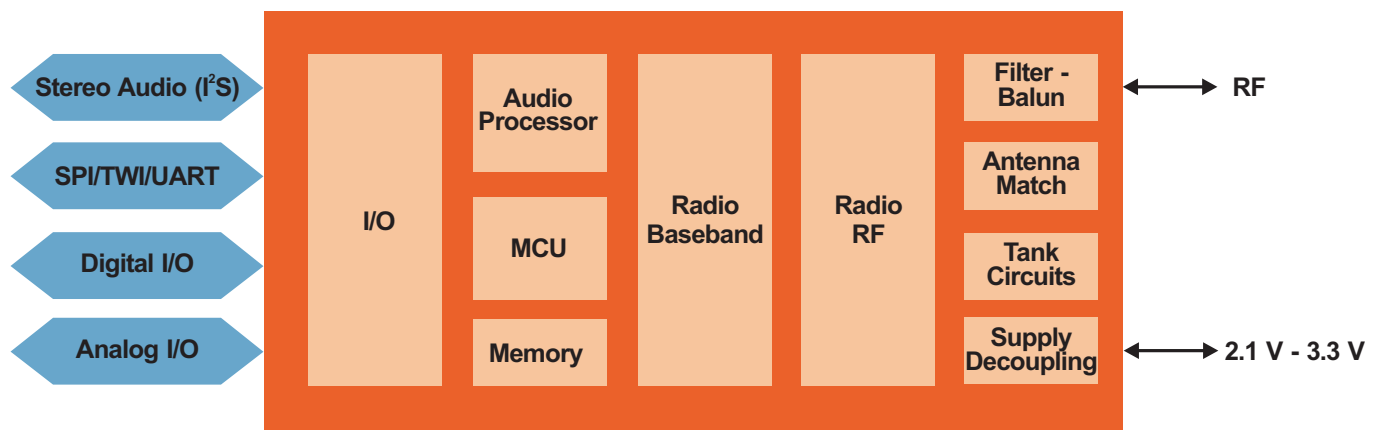 Stereo Audio (I²S)
SPI/TWI/UART
Digital I/O
Analog I/O
I/O
Audio
Processor
MCU
Memory
Radio
Baseband
Radio
RF
Filter -
Balun
Antenna
Match
Tank
Circuits
Supply
Decoupling
RF
2.1 V - 3.3 V